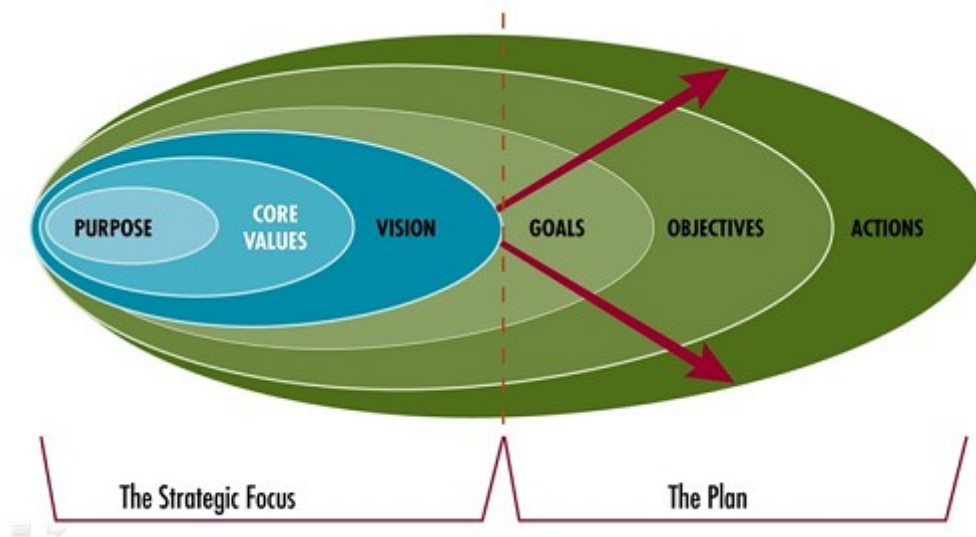 PURPOSE
CORE
VALUES
VISION
GOALS
OBJECTIVES
ACTIONS
The Strategic Focus
The Plan